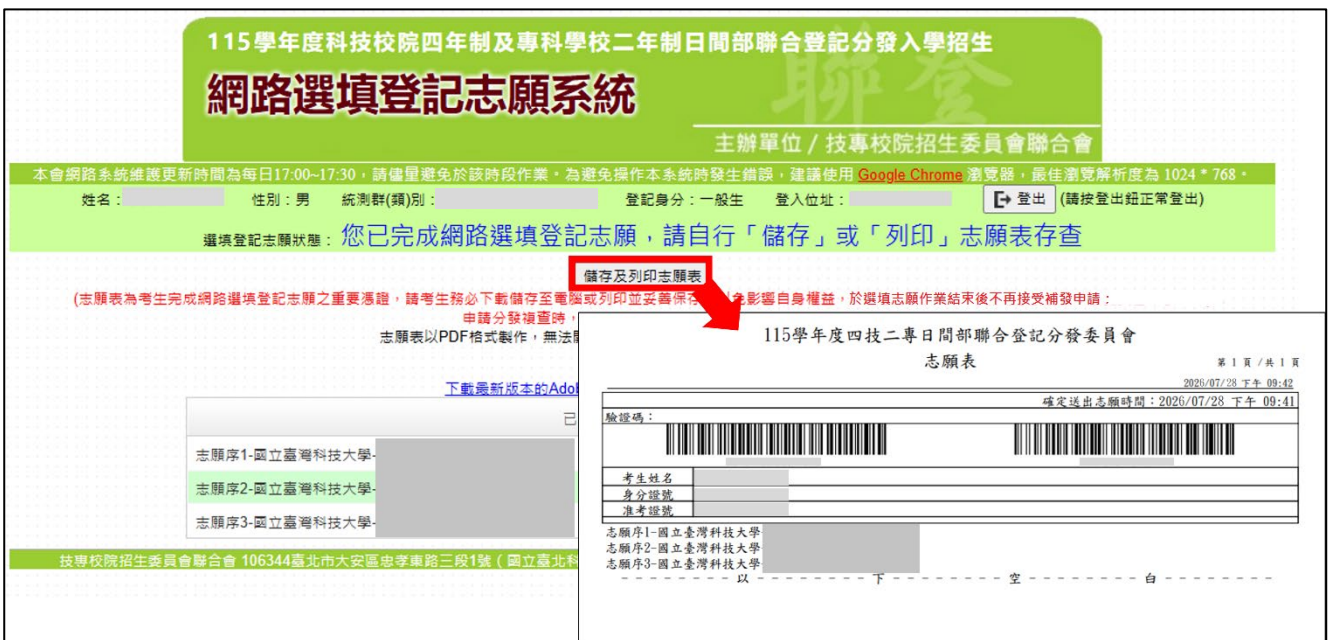 115學年度科技校院四年制及專科學校二年制日間部聯合登記分發入學招生
聯登
網路選填登記志願系統
主辦單位 / 技專校院招生委員會聯合會
本會網路系統維護更新時間為每日17:00~17:30，請儘量避免於該時段作業。為避免操作本系統時發生錯誤，建議使用 Google Chrome 瀏覽器，最佳瀏覽解析度為 1024 * 768。
姓名： 性別：男 統測群(類)別： 登記身分：一般生 登入位址： 登出 (請按登出鈕正常登出)
選填登記志願狀態：您已完成網路選填登記志願，請自行「儲存」或「列印」志願表存查
儲存及列印志願表
(志願表為考生完成網路選填登記志願之重要憑證，請考生務必下載儲存至電腦或列印並妥善保存 免影響自身權益，於選填志願作業結束後不再接受補發申請；
申請分發複查時，
志願表以PDF格式製作，無法
下載最新版本的Ado
已
志願序1-國立臺灣科技大學-
志願序2-國立臺灣科技大學-
志願序3-國立臺灣科技大學-
技專校院招生委員會聯合會 106344臺北市大安區忠孝東路三段1號 ( 國立臺北科
115學年度四技二專日間部聯合登記分發委員會
志願表
第 1 頁 /共 1 頁
2026/07/28 下午 09:42
確定送出志願時間：2026/07/28 下午 09:41
驗證碼：
考生姓名
身分證號
准考證號
志願序1-國立臺灣科技大學
志願序2-國立臺灣科技大學
志願序3-國立臺灣科技大學
- - - - - - - - 以 - - - - - - - - 下 - - - - - - - - 空 - - - - - - - - 白 - - - - - - - -